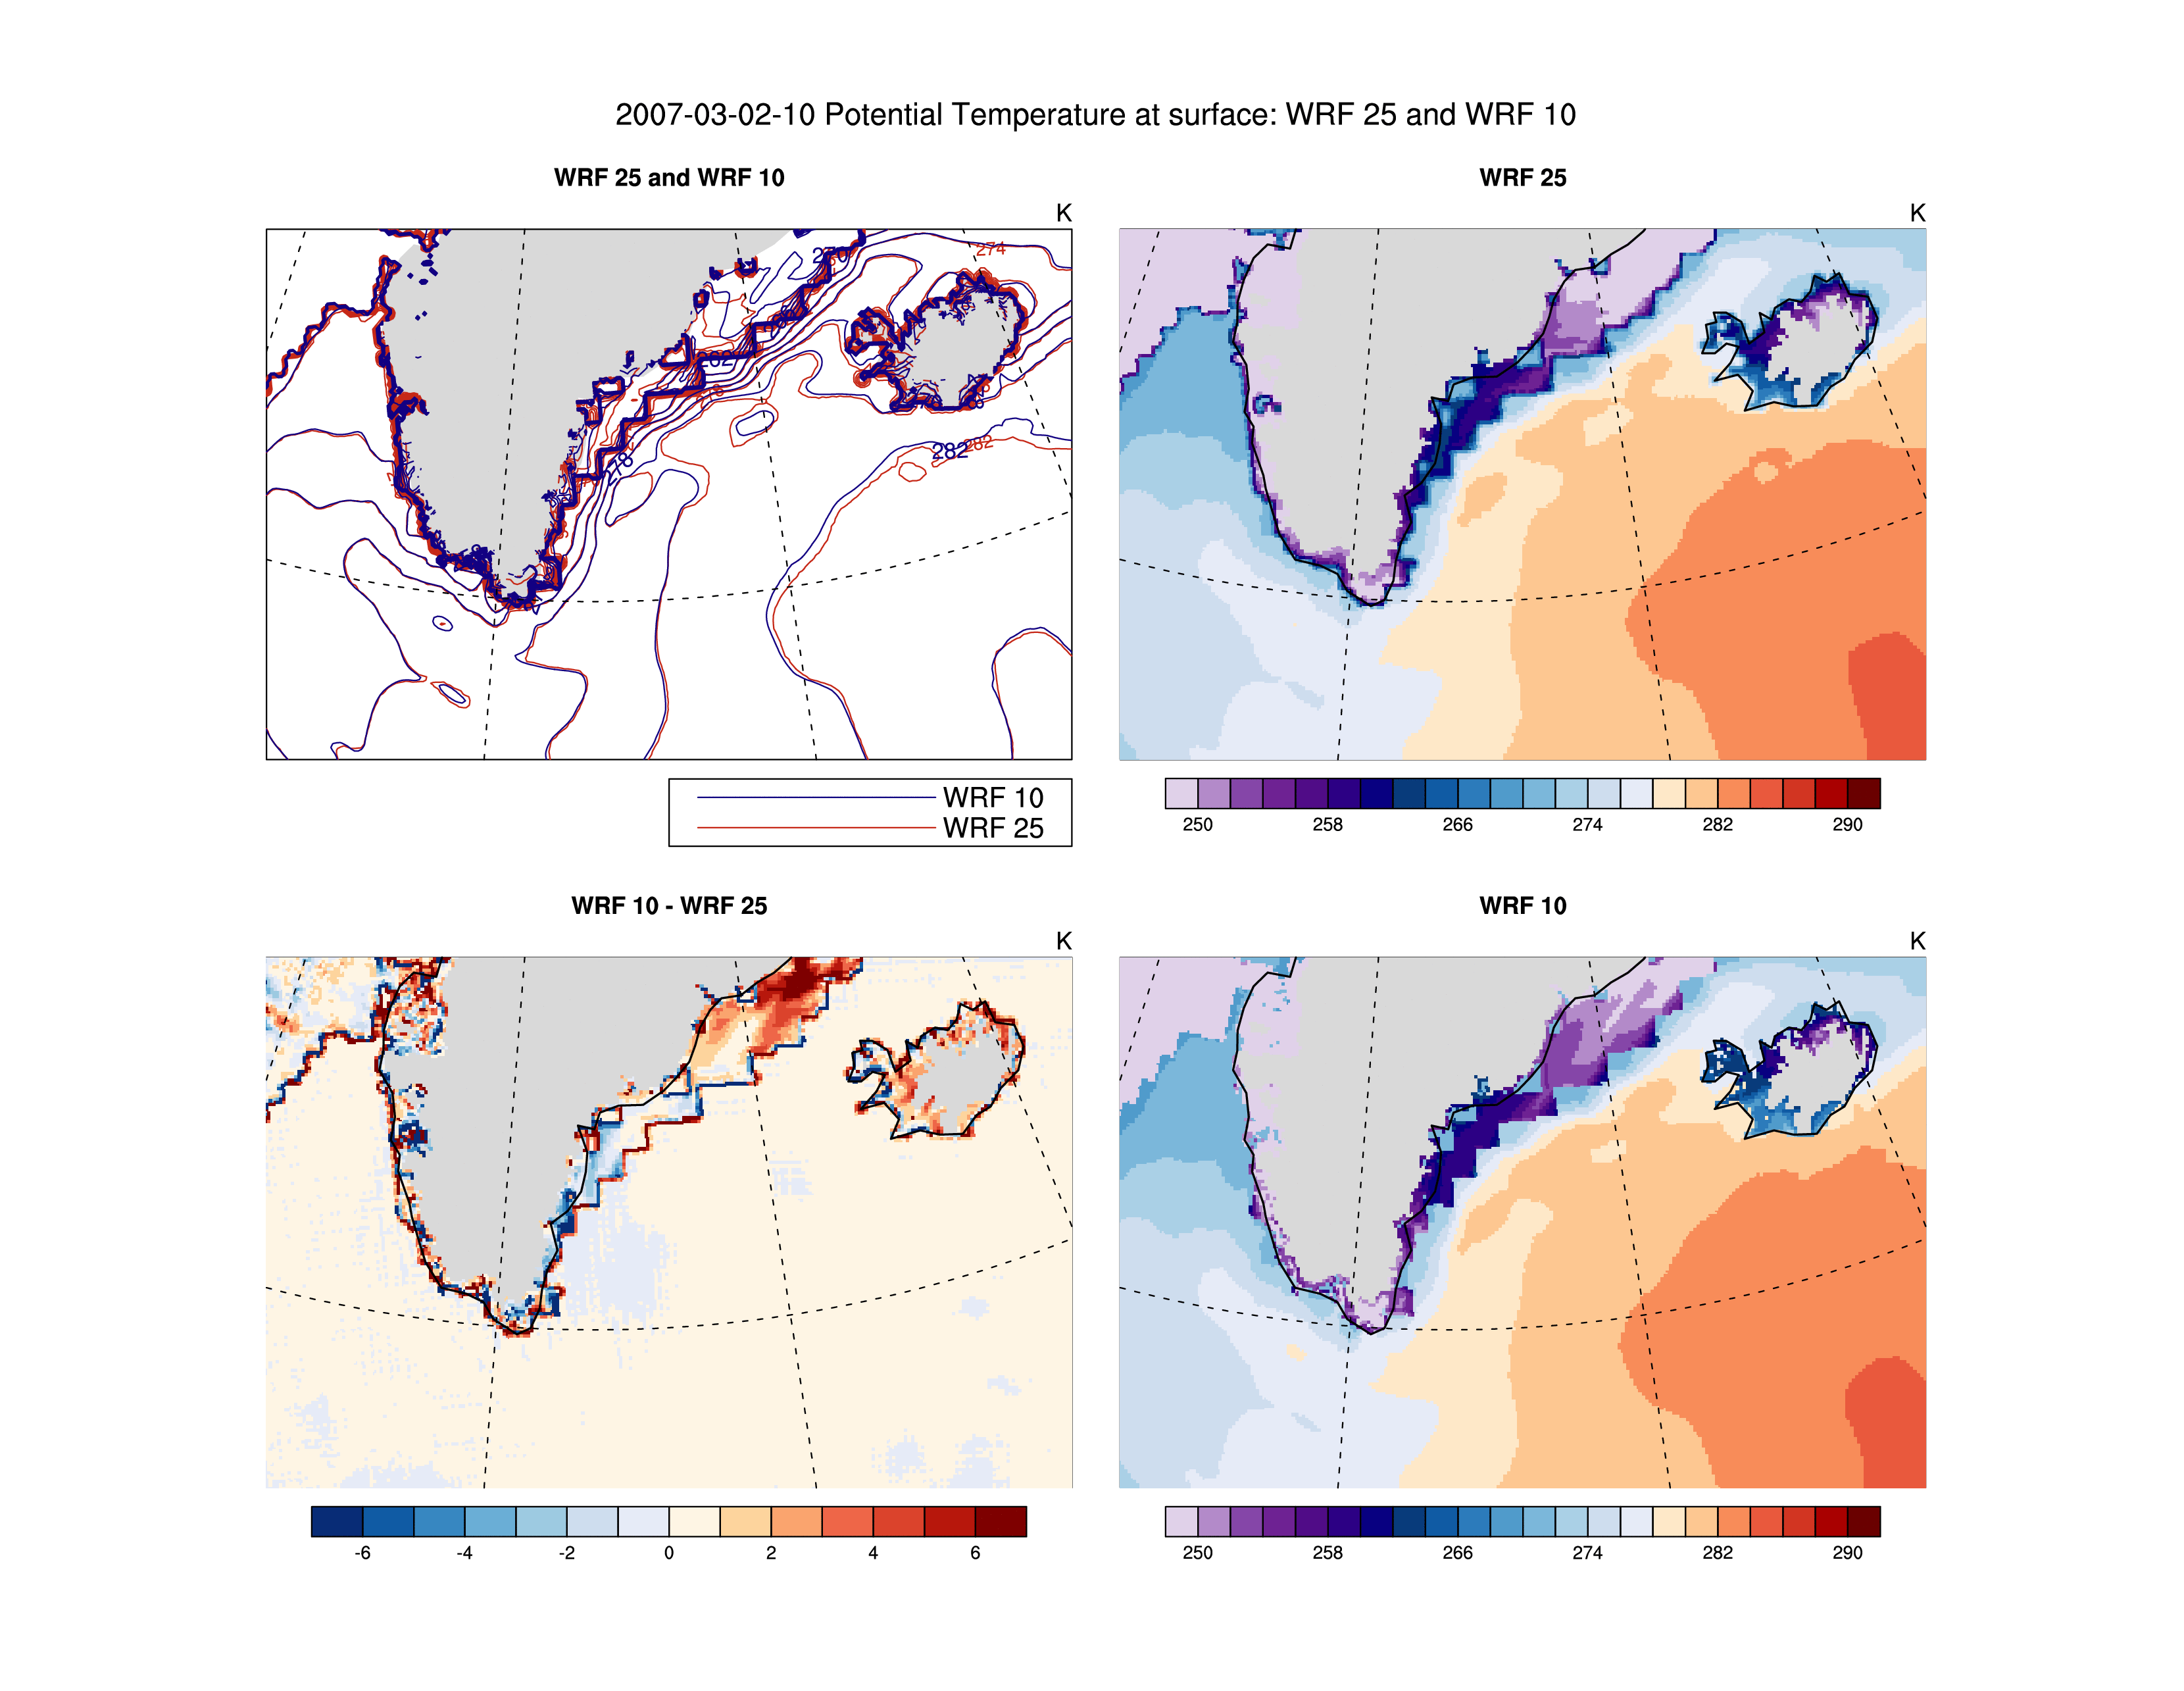 2007-03-02-10 Potential Temperature at surface: WRF 25 and WRF 10
WRF 25 and WRF 10
K
274
282
278
282
282
WRF 10
WRF 25
WRF 25
K
250 258 266 274 282 290
WRF 10 - WRF 25
K
-6 -4 -2 0 2 4 6
WRF 10
K
250 258 266 274 282 290